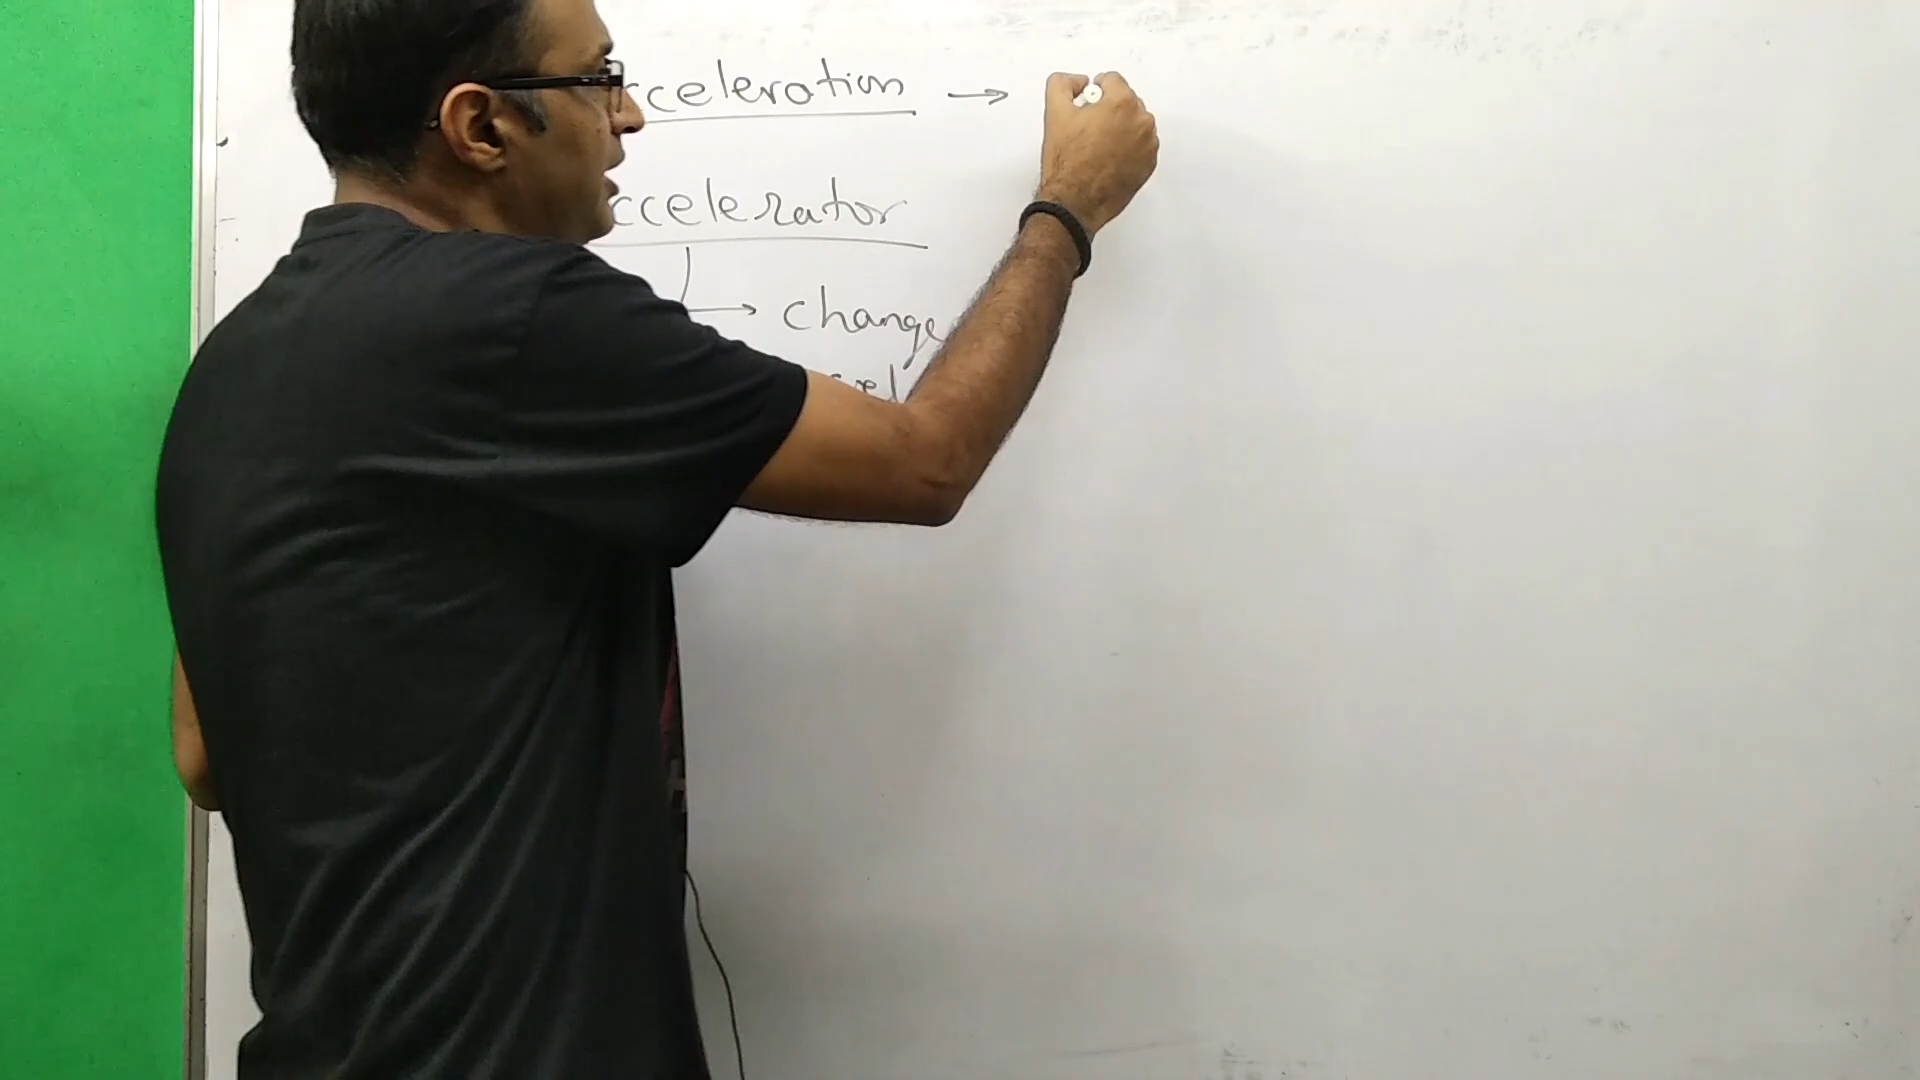 cceleration →
ccelerator
→ change